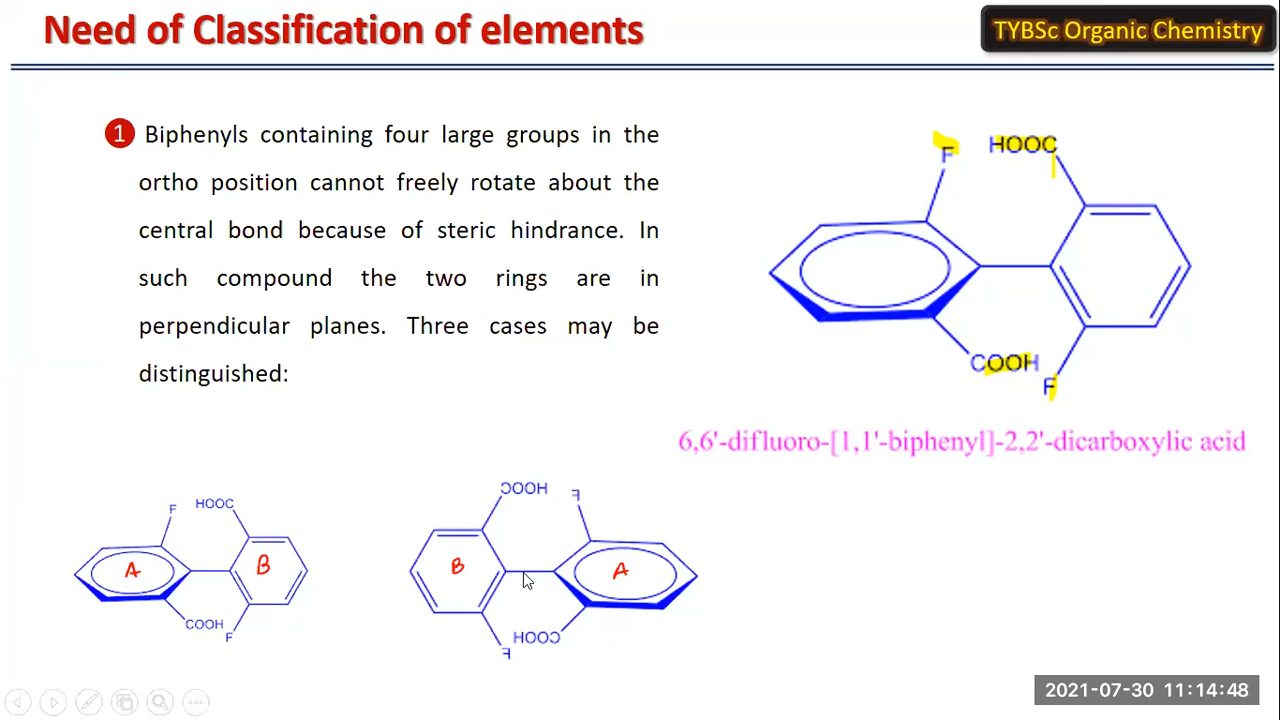 Need of Classification of elements
TYBSc Organic Chemistry
1 Biphenyls containing four large groups in the
ortho position cannot freely rotate about the
central bond because of steric hindrance. In
such compound the two rings are in
perpendicular planes. Three cases may be
distinguished:
F HOOC
COOH
F
6,6'-difluoro-[1,1'-biphenyl]-2,2'-dicarboxylic acid
F HOOC
A B
COOH
F
COOH F
B A
HOOC
F
2021-07-30 11:14:48